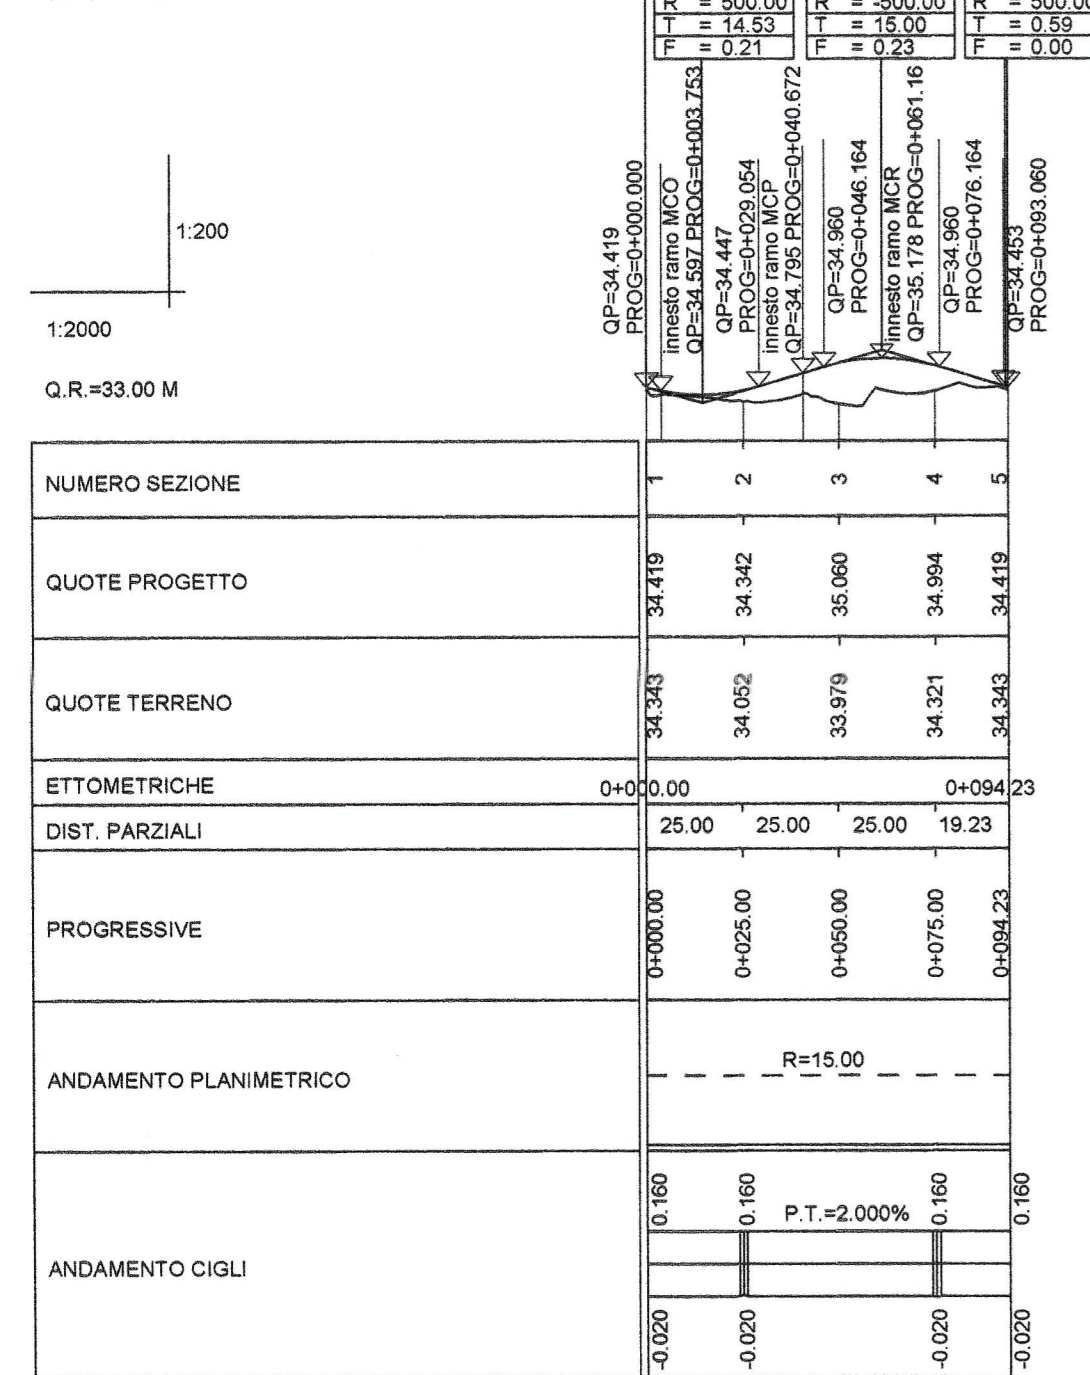 R = 500.00
T = 14.53
F = 0.21
R = -500.00
T = 15.00
F = 0.23
R = 500.00
T = 0.59
F = 0.00
QP=34.419
PROG=0+000.000
innesto ramo MCO
QP=34.597 PROG=0+003.753
QP=34.447
PROG=0+029.054
innesto ramo MCP
QP=34.795 PROG=0+040.672
QP=34.960
PROG=0+046.164
innesto ramo MCR
QP=35.178 PROG=0+061.16
QP=34.960
PROG=0+076.164
QP=34.453
PROG=0+093.060
1:200
1:2000
Q.R.=33.00 M
NUMERO SEZIONE
1 2 3 4 5
QUOTE PROGETTO
34.419 34.342 35.060 34.994 34.419
QUOTE TERRENO
34.343 34.052 33.979 34.321 34.343
ETTOMETRICHE
0+000.00 0+094.23
DIST. PARZIALI
25.00 25.00 25.00 19.23
PROGRESSIVE
0+000.00 0+025.00 0+050.00 0+075.00 0+094.23
ANDAMENTO PLANIMETRICO
R=15.00
ANDAMENTO CIGLI
0.160 0.160 P.T.=2.000% 0.160 0.160
-0.020 -0.020 -0.020 -0.020